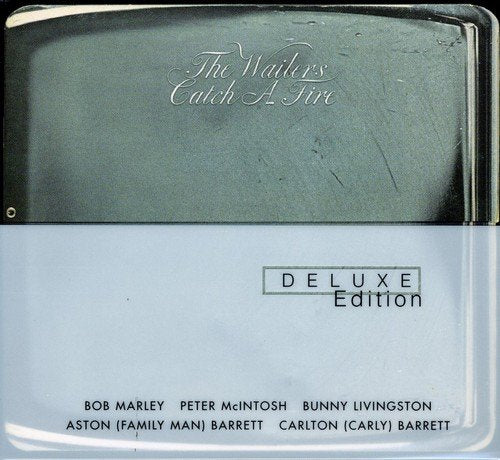 The Wailers
Catch A Fire
DELUXE
Edition
BOB MARLEY PETER McINTOSH BUNNY LIVINGSTON
ASTON (FAMILY MAN) BARRETT CARLTON (CARLY) BARRETT